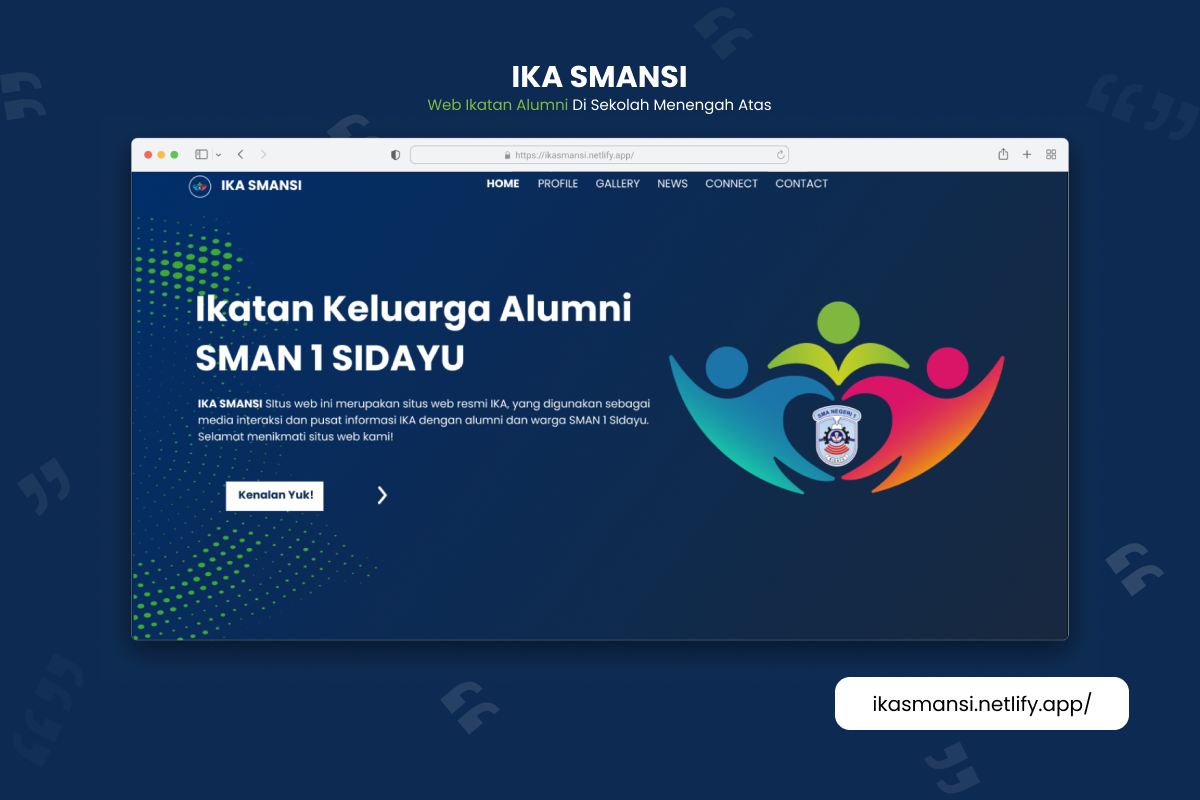 IKA SMANSI
Web Ikatan Alumni Di Sekolah Menengah Atas
https://ikasmansi.netlify.app/
IKA SMANSI
HOME PROFILE GALLERY NEWS CONNECT CONTACT
Ikatan Keluarga Alumni
SMAN 1 SIDAYU
IKA SMANSI SItus web ini merupakan situs web resmi IKA, yang digunakan sebagai
media interaksi dan pusat informasi IKA dengan alumni dan warga SMAN 1 SIdayu.
Selamat menikmati situs web kami!
SMA NEGERI 1
Kenalan Yuk!
ikasmansi.netlify.app/